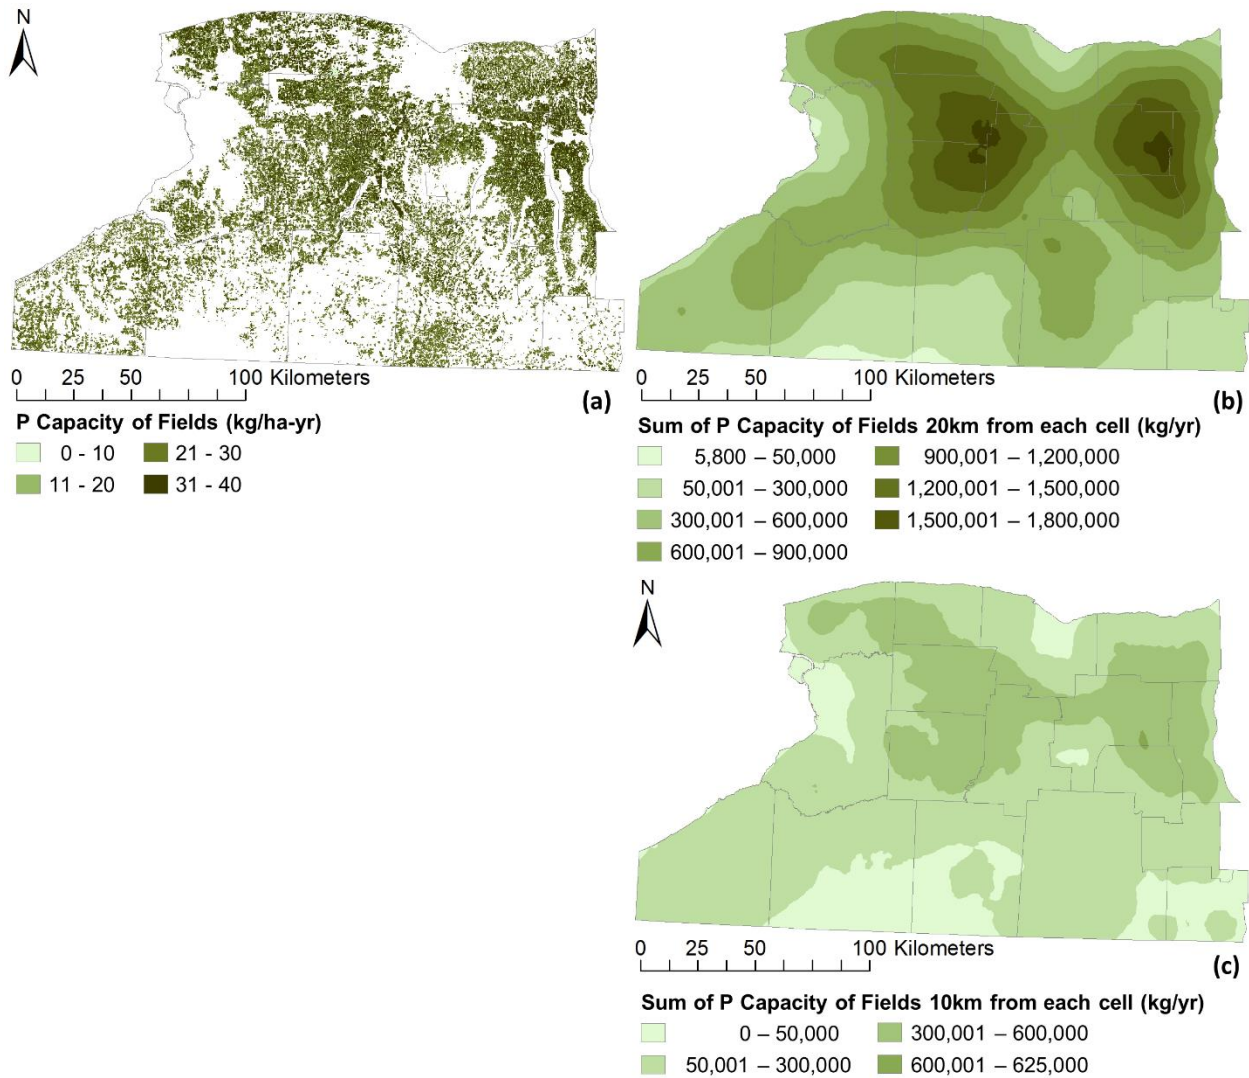 N
0 25 50 100 Kilometers
(a)
P Capacity of Fields (kg/ha-yr)
0 - 10 21 - 30
11 - 20 31 - 40
0 25 50 100 Kilometers
(b)
Sum of P Capacity of Fields 20km from each cell (kg/yr)
5,800 – 50,000 900,001 – 1,200,000
50,001 – 300,000 1,200,001 – 1,500,000
300,001 – 600,000 1,500,001 – 1,800,000
600,001 – 900,000
N
0 25 50 100 Kilometers
(c)
Sum of P Capacity of Fields 10km from each cell (kg/yr)
0 – 50,000 300,001 – 600,000
50,001 – 300,000 600,001 – 625,000